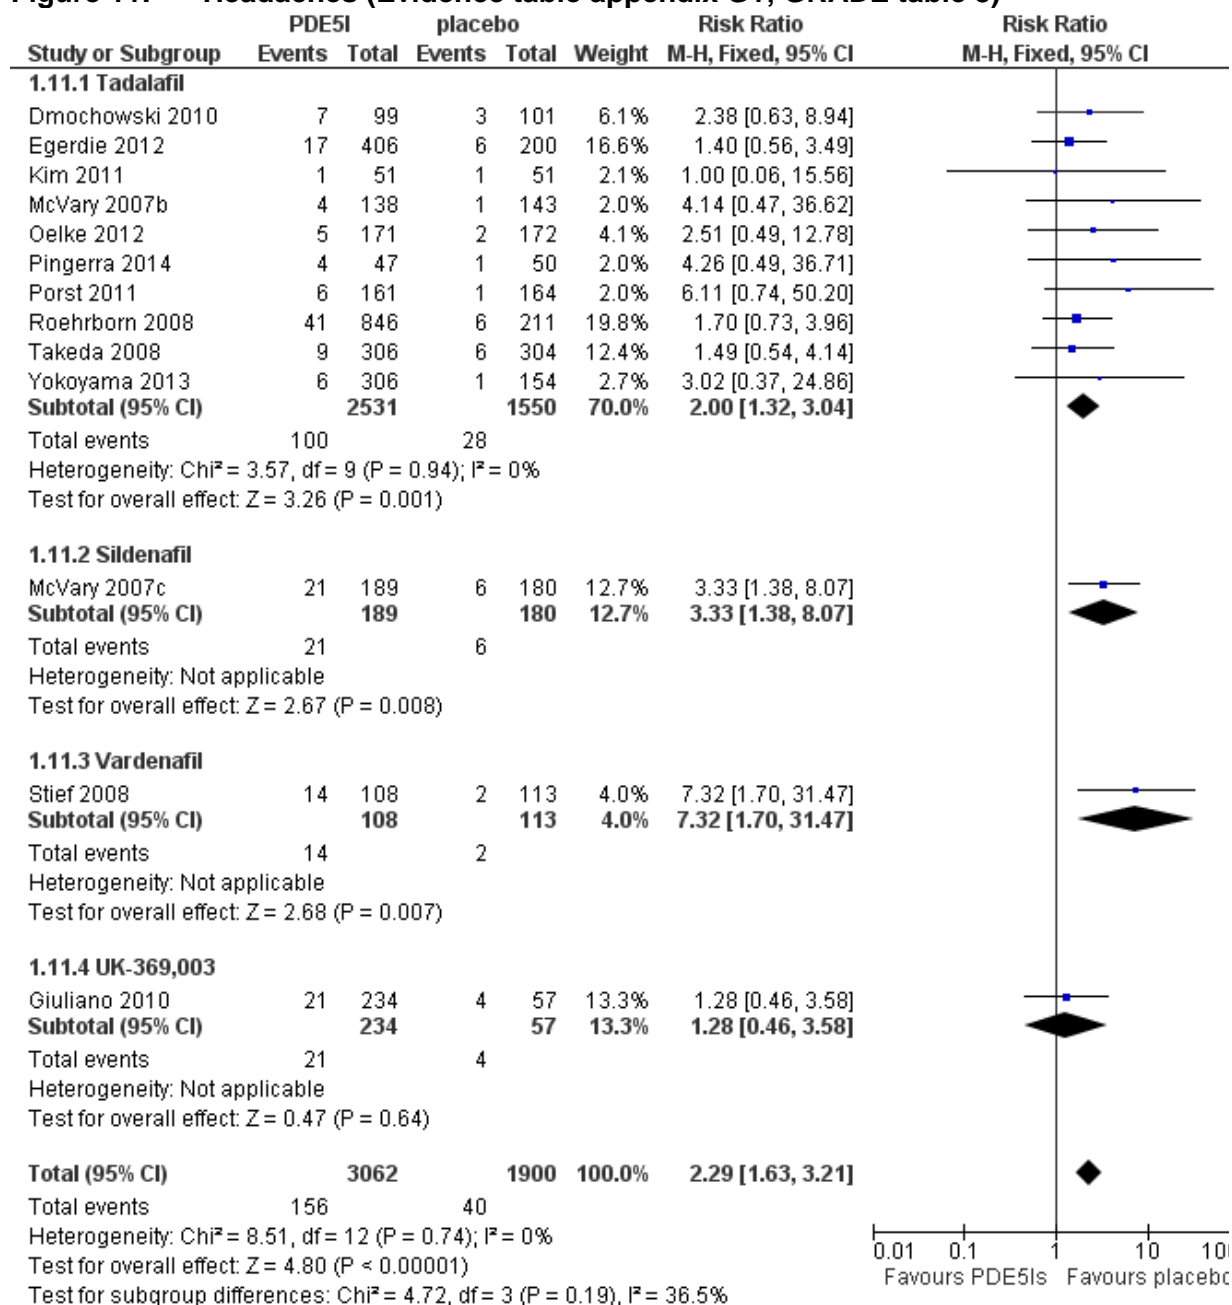 PDE5I placebo Risk Ratio Risk Ratio
Study or Subgroup Events Total Events Total Weight M-H, Fixed, 95% CI M-H, Fixed, 95% CI
1.11.1 Tadalafil
Dmochowski 2010 7 99 3 101 6.1% 2.38 [0.63, 8.94]
Egerdie 2012 17 406 6 200 16.6% 1.40 [0.56, 3.49]
Kim 2011 1 51 1 51 2.1% 1.00 [0.06, 15.56]
McVary 2007b 4 138 1 143 2.0% 4.14 [0.47, 36.62]
Oelke 2012 5 171 2 172 4.1% 2.51 [0.49, 12.78]
Pingerra 2014 4 47 1 50 2.0% 4.26 [0.49, 36.71]
Porst 2011 6 161 1 164 2.0% 6.11 [0.74, 50.20]
Roehrborn 2008 41 846 6 211 19.8% 1.70 [0.73, 3.96]
Takeda 2008 9 306 6 304 12.4% 1.49 [0.54, 4.14]
Yokoyama 2013 6 306 1 154 2.7% 3.02 [0.37, 24.86]
Subtotal (95% CI) 2531 1550 70.0% 2.00 [1.32, 3.04]
Total events 100 28
Heterogeneity: Chi² = 3.57, df = 9 (P = 0.94); I² = 0%
Test for overall effect: Z = 3.26 (P = 0.001)
1.11.2 Sildenafil
McVary 2007c 21 189 6 180 12.7% 3.33 [1.38, 8.07]
Subtotal (95% CI) 189 180 12.7% 3.33 [1.38, 8.07]
Total events 21 6
Heterogeneity: Not applicable
Test for overall effect: Z = 2.67 (P = 0.008)
1.11.3 Vardenafil
Stief 2008 14 108 2 113 4.0% 7.32 [1.70, 31.47]
Subtotal (95% CI) 108 113 4.0% 7.32 [1.70, 31.47]
Total events 14 2
Heterogeneity: Not applicable
Test for overall effect: Z = 2.68 (P = 0.007)
1.11.4 UK-369,003
Giuliano 2010 21 234 4 57 13.3% 1.28 [0.46, 3.58]
Subtotal (95% CI) 234 57 13.3% 1.28 [0.46, 3.58]
Total events 21 4
Heterogeneity: Not applicable
Test for overall effect: Z = 0.47 (P = 0.64)
Total (95% CI) 3062 1900 100.0% 2.29 [1.63, 3.21]
Total events 156 40
Heterogeneity: Chi² = 8.51, df = 12 (P = 0.74); I² = 0%
Test for overall effect: Z = 4.80 (P < 0.00001)
Test for subgroup differences: Chi² = 4.72, df = 3 (P = 0.19), I² = 36.5%
0.01 0.1 1 10 100
Favours PDE5Is Favours placebo